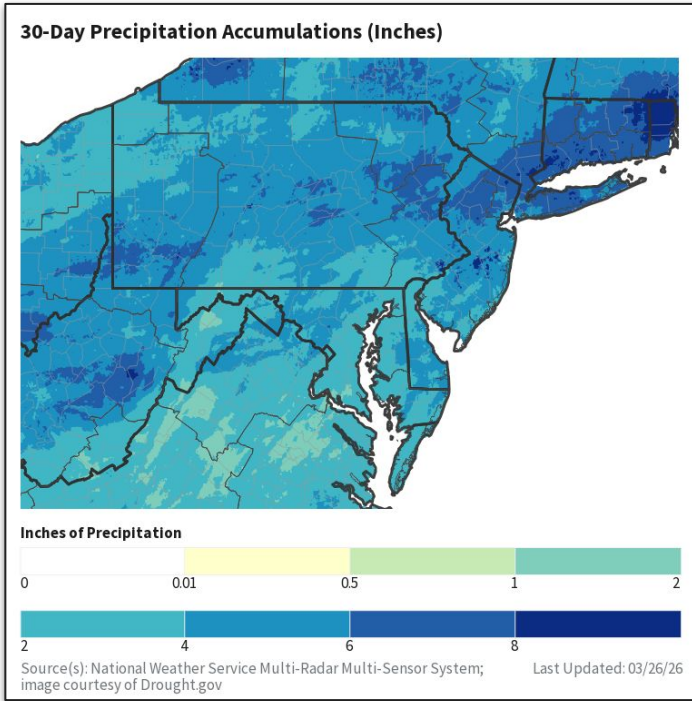 30-Day Precipitation Accumulations (Inches)
Inches of Precipitation
0 0.01 0.5 1 2
2 4 6 8
Source(s): National Weather Service Multi-Radar Multi-Sensor System; Last Updated: 03/26/26
image courtesy of Drought.gov